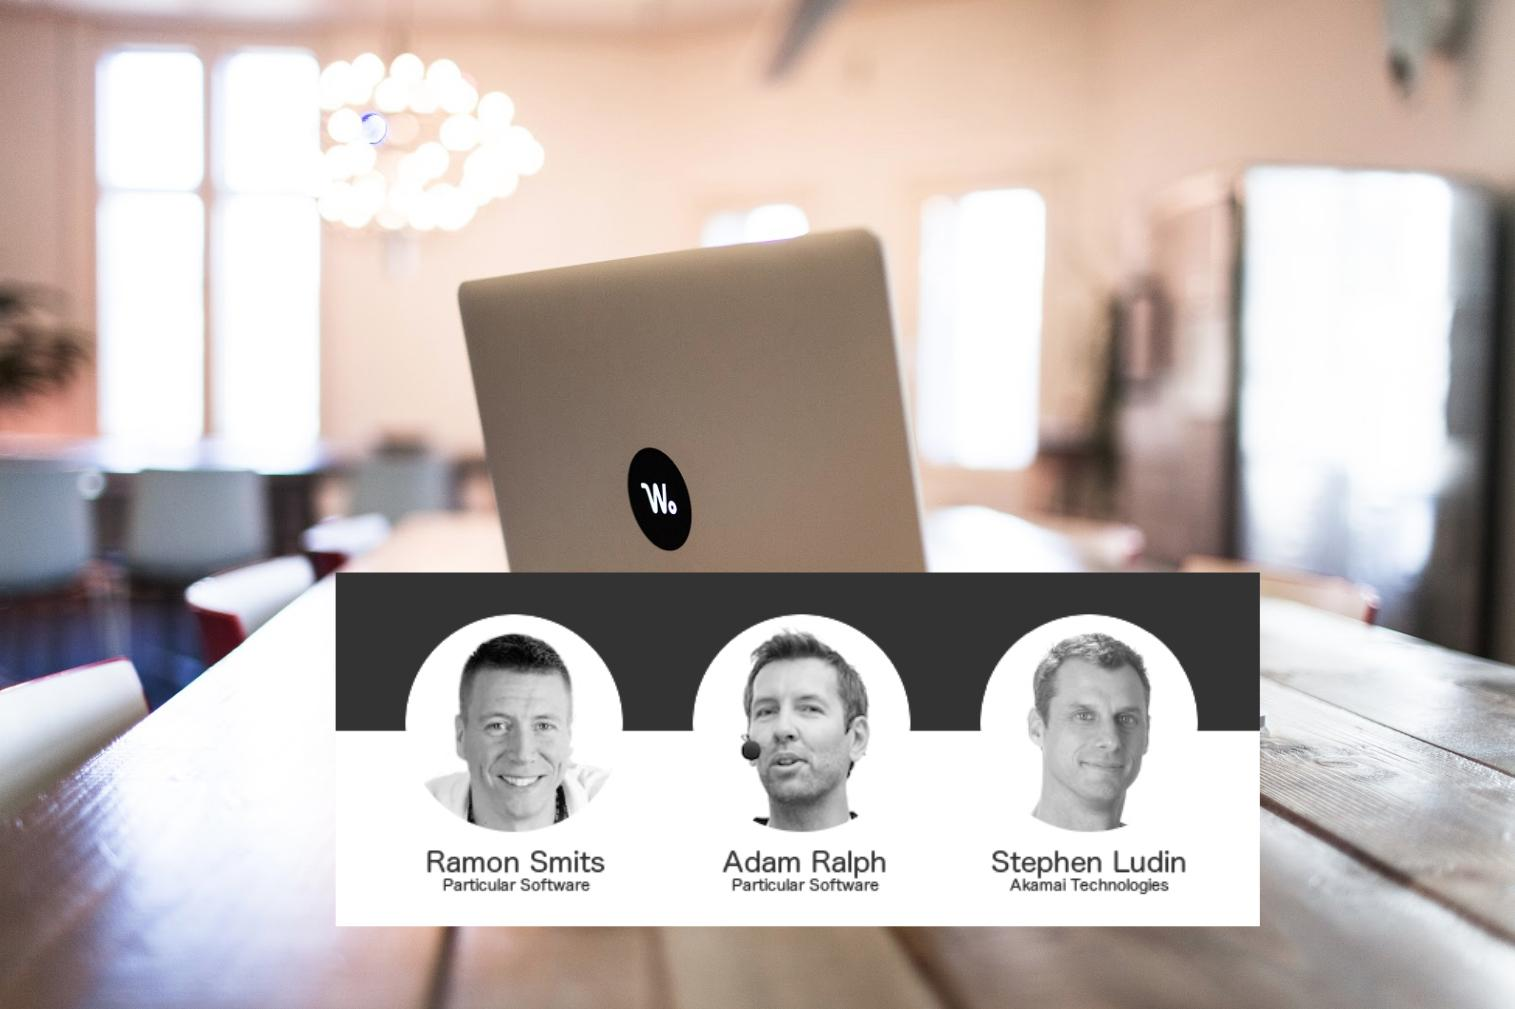 Wo
Ramon Smits
Particular Software
Adam Ralph
Particular Software
Stephen Ludin
Akamai Technologies